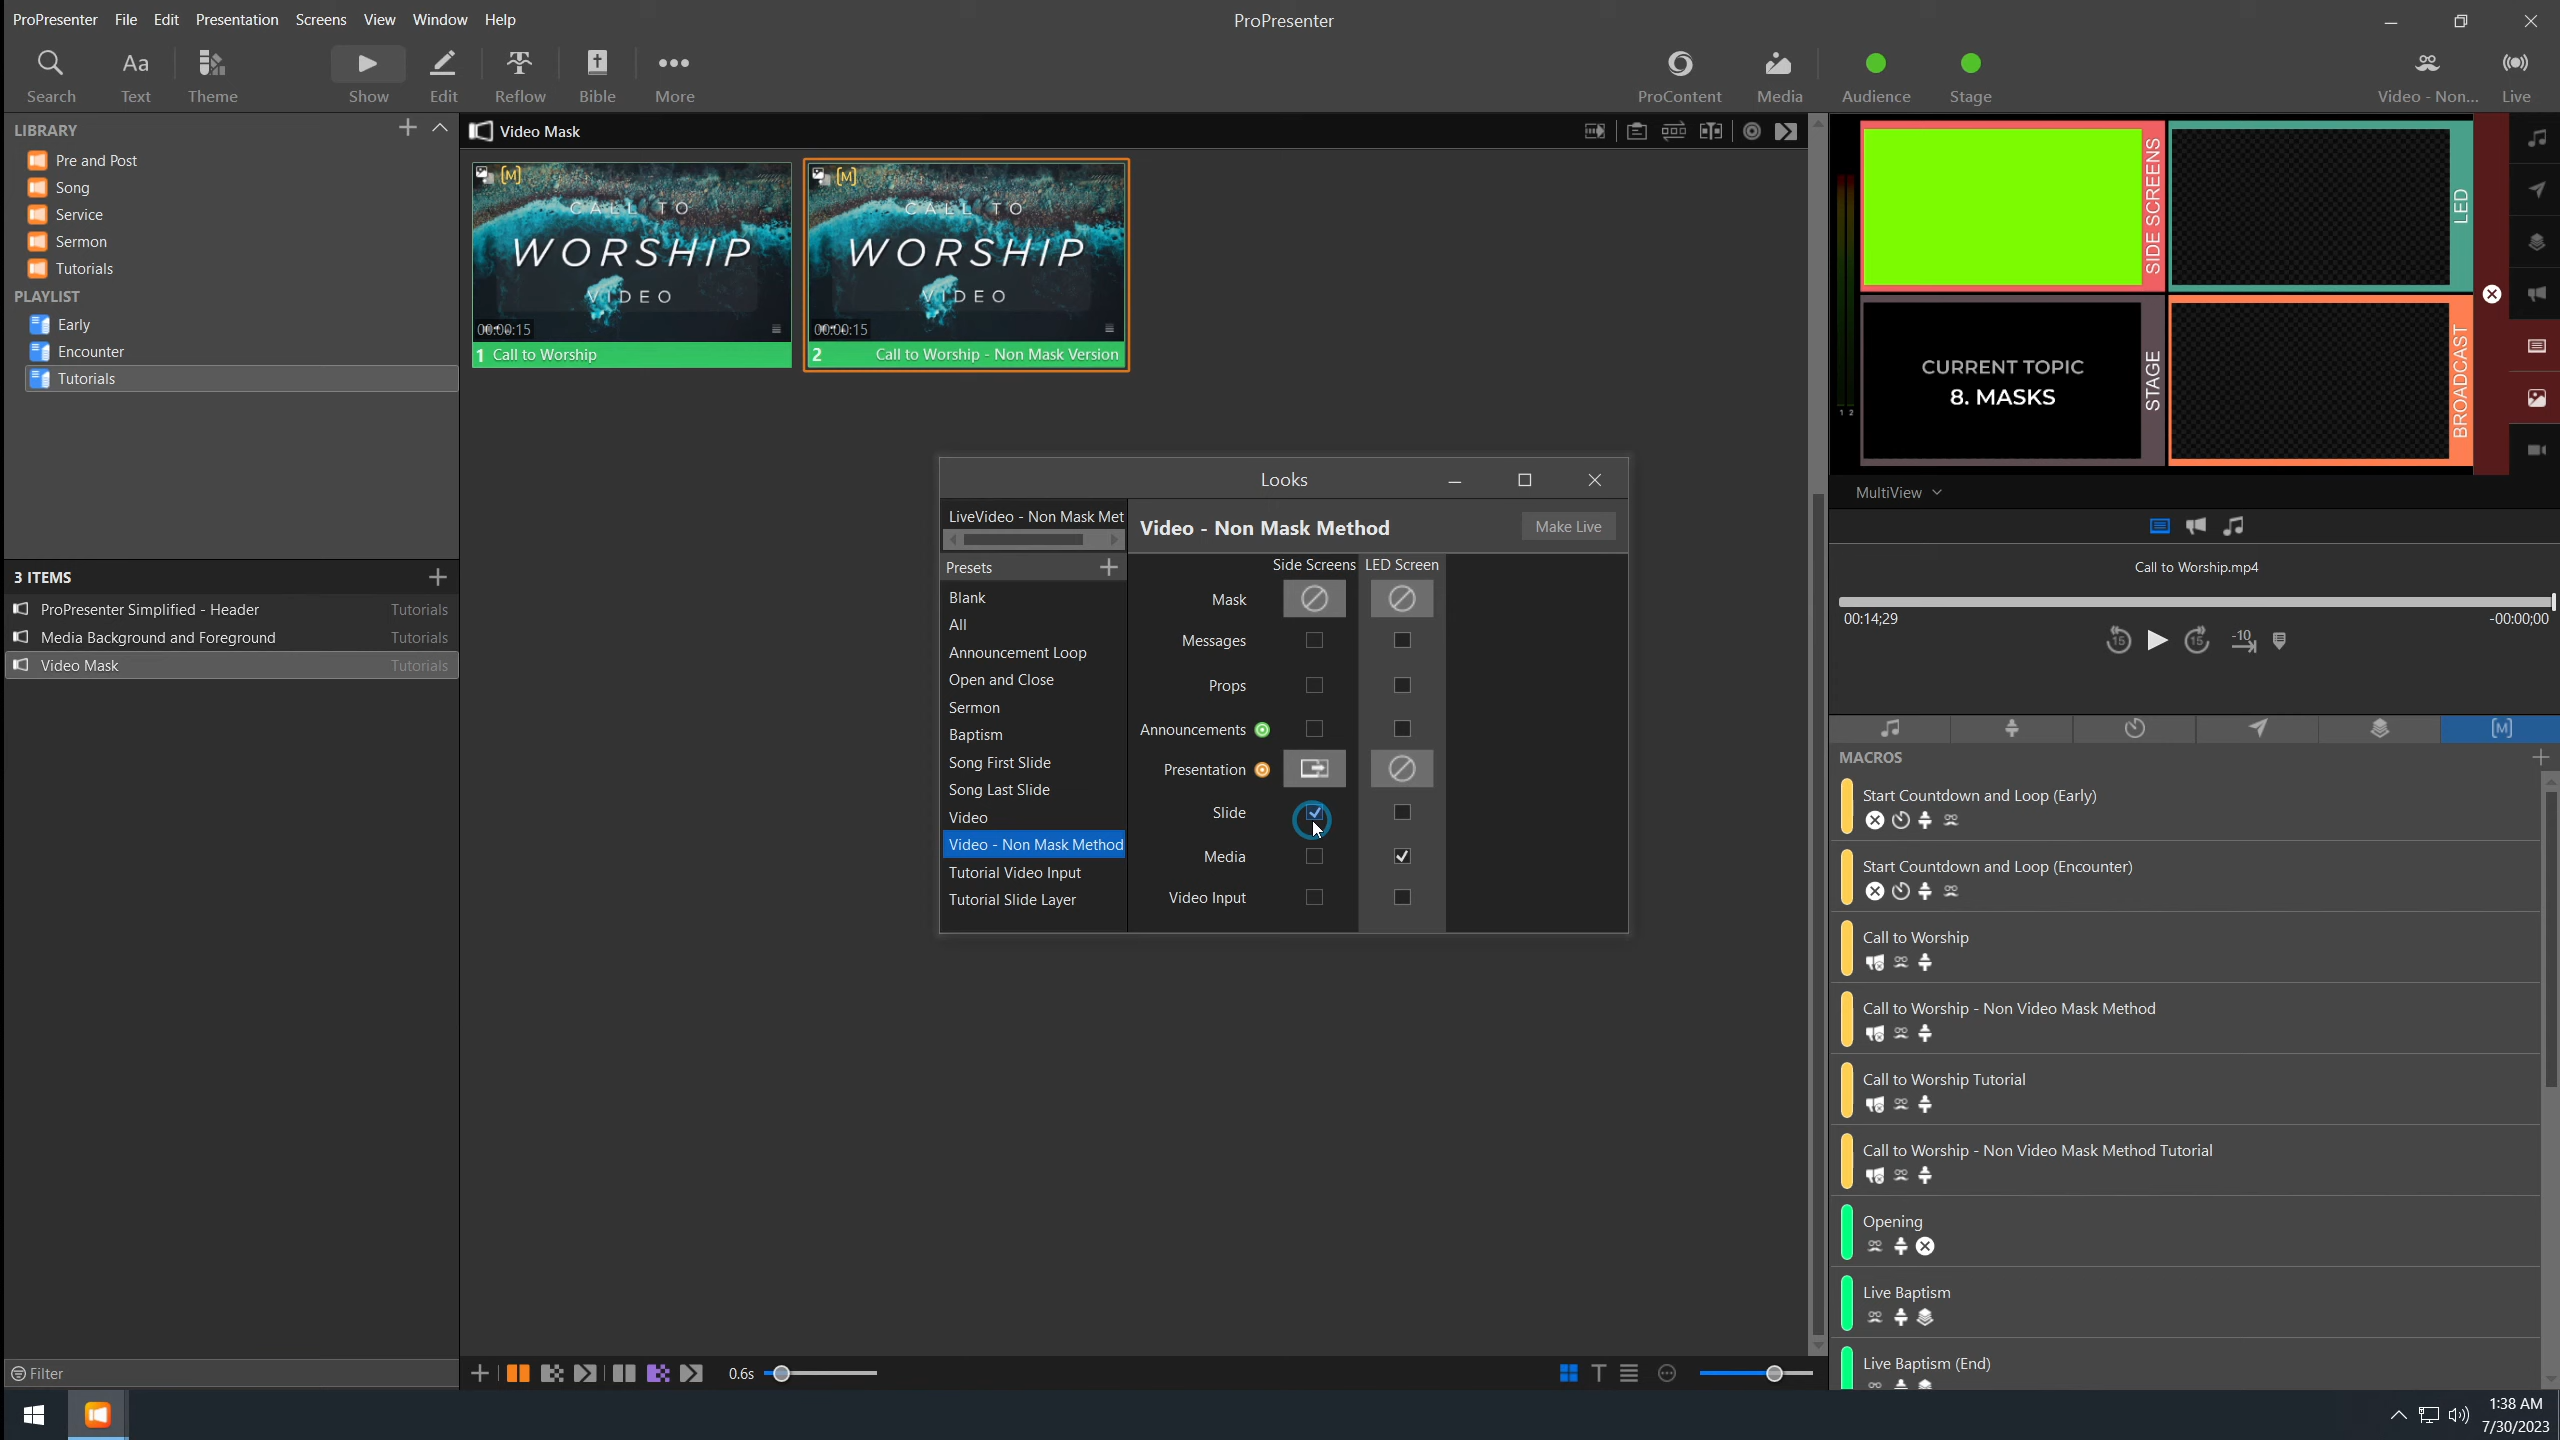 ProPresenter File Edit Presentation Screens View Window Help
ProPresenter
Search Text Theme Show Edit Reflow Bible More
Aa
ProContent Media Audience Stage Video - Non... Live
LIBRARY
Pre and Post
Song
Service
Sermon
Tutorials
PLAYLIST
Early
Encounter
Tutorials
3 ITEMS
ProPresenter Simplified - Header Tutorials
Media Background and Foreground Tutorials
Video Mask Tutorials
Filter
Video Mask
[M]
CALL TO
WORSHIP
VIDEO
00:00:15
1 Call to Worship
[M]
CALL TO
WORSHIP
VIDEO
00:00:15
2 Call to Worship - Non Mask Version
Looks
LiveVideo - Non Mask Met
Presets
Blank
All
Announcement Loop
Open and Close
Sermon
Baptism
Song First Slide
Song Last Slide
Video
Video - Non Mask Method
Tutorial Video Input
Tutorial Slide Layer
Video - Non Mask Method Make Live
Side Screens LED Screen
Mask
Messages
Props
Announcements
Presentation
Slide
Media
Video Input
0.6s
SIDE SCREENS
LED
CURRENT TOPIC
8. MASKS
STAGE
BROADCAST
1 2
MultiView
Call to Worship.mp4
00:14;29 -00:00;00
15 15 -10
[M]
MACROS
Start Countdown and Loop (Early)
Start Countdown and Loop (Encounter)
Call to Worship
Call to Worship - Non Video Mask Method
Call to Worship Tutorial
Call to Worship - Non Video Mask Method Tutorial
Opening
Live Baptism
Live Baptism (End)
1:38 AM
7/30/2023